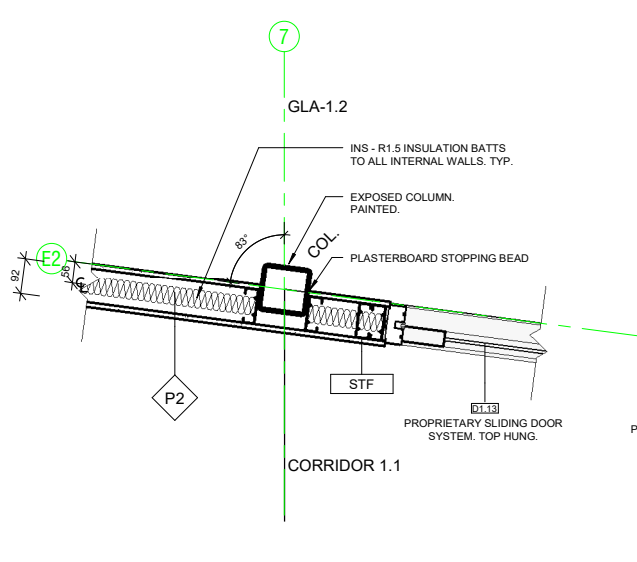 7
GLA-1.2
INS - R1.5 INSULATION BATTS
TO ALL INTERNAL WALLS. TYP.
EXPOSED COLUMN.
PAINTED.
83°
COL.
PLASTERBOARD STOPPING BEAD
E2
56
92
P2
STF
D1.13
PROPRIETARY SLIDING DOOR
SYSTEM. TOP HUNG.
P
CORRIDOR 1.1